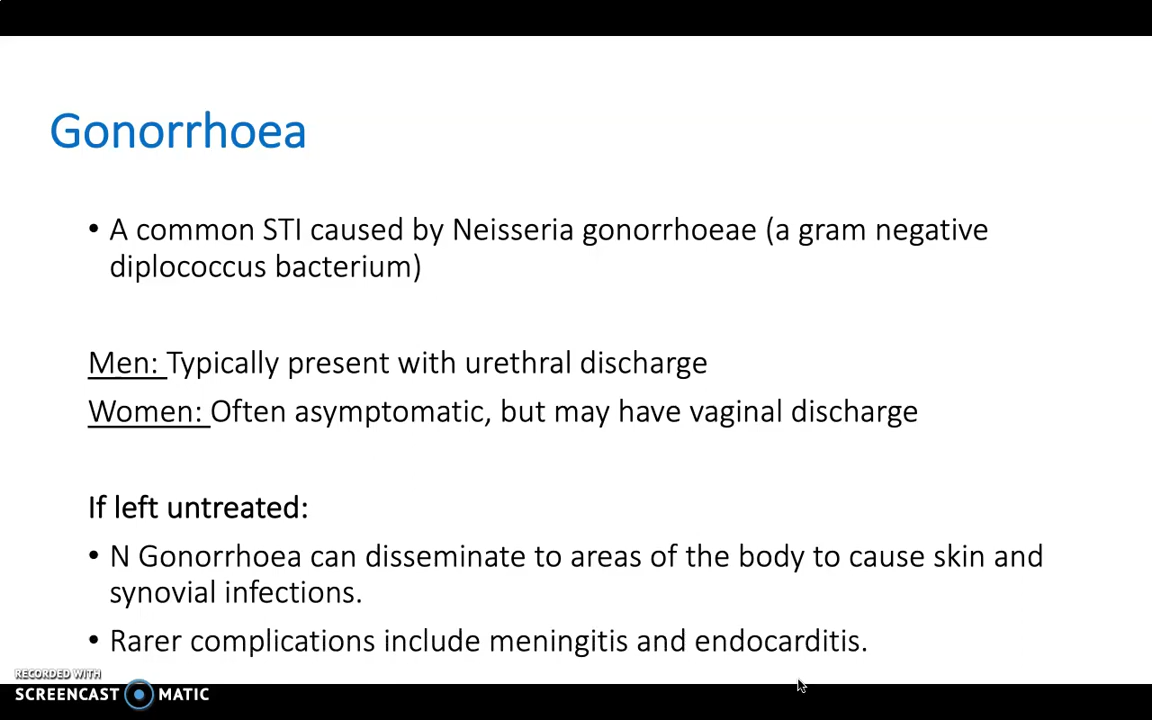 Gonorrhoea
• A common STI caused by Neisseria gonorrhoeae (a gram negative
diplococcus bacterium)
Men: Typically present with urethral discharge
Women: Often asymptomatic, but may have vaginal discharge
If left untreated:
• N Gonorrhoea can disseminate to areas of the body to cause skin and
synovial infections.
• Rarer complications include meningitis and endocarditis.
RECORDED WITH
SCREENCAST MATIC